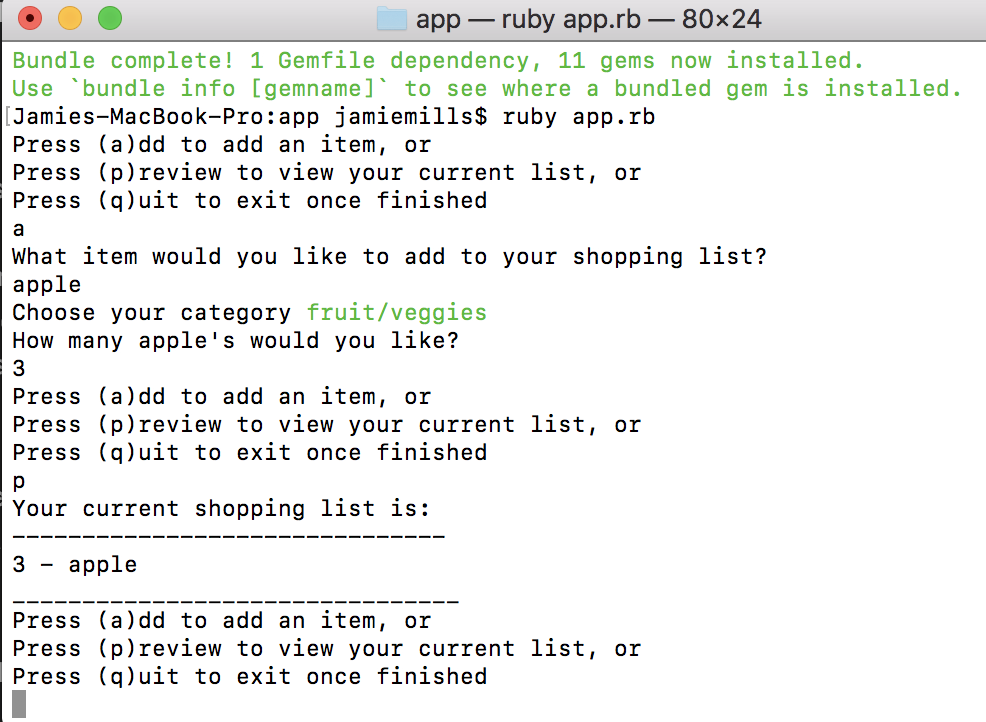 app — ruby app.rb — 80×24
Bundle complete! 1 Gemfile dependency, 11 gems now installed.
Use `bundle info [gemname]` to see where a bundled gem is installed.
[Jamies-MacBook-Pro:app jamiemills$ ruby app.rb
Press (a)dd to add an item, or
Press (p)review to view your current list, or
Press (q)uit to exit once finished
a
What item would you like to add to your shopping list?
apple
Choose your category fruit/veggies
How many apple's would you like?
3
Press (a)dd to add an item, or
Press (p)review to view your current list, or
Press (q)uit to exit once finished
p
Your current shopping list is:
-------------------------------
3 - apple
________________________________
Press (a)dd to add an item, or
Press (p)review to view your current list, or
Press (q)uit to exit once finished